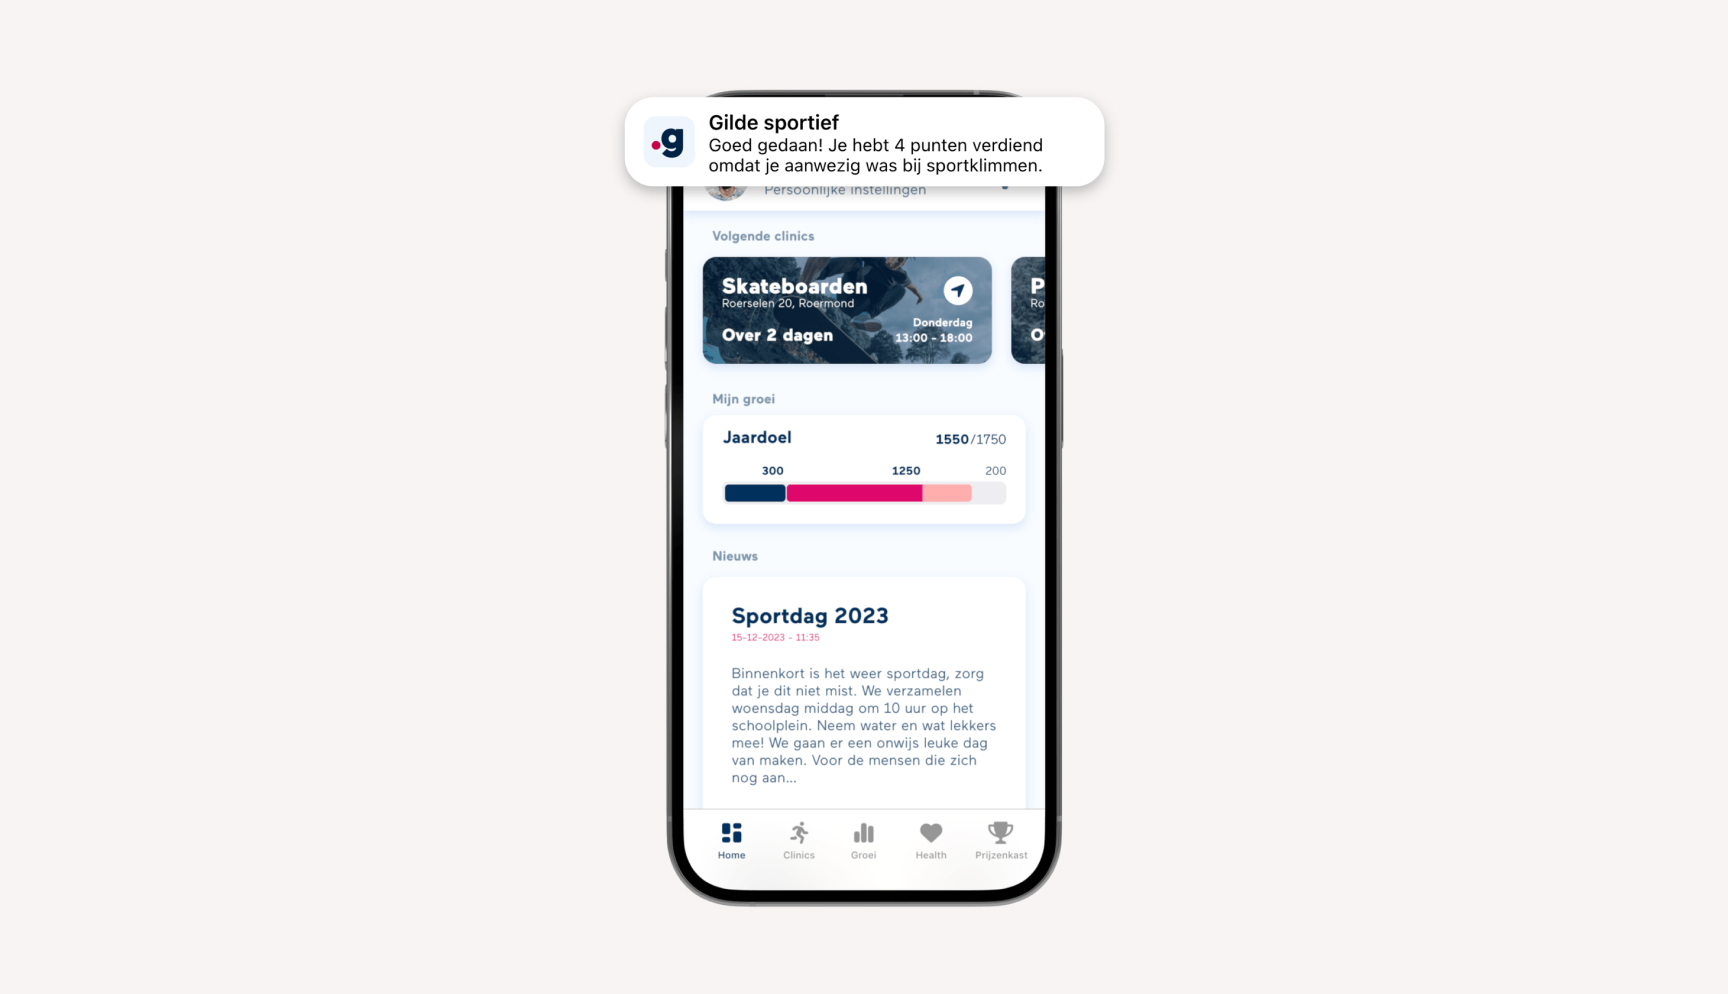 Gilde sportief
Goed gedaan! Je hebt 4 punten verdiend
omdat je aanwezig was bij sportklimmen.
g
Persoonlijke instellingen
Volgende clinics
Skateboarden
Roerselen 20, Roermond
Over 2 dagen
Donderdag
13:00 - 18:00
P
Ro
O
Mijn groei
Jaardoel
1550/1750
300 1250 200
Nieuws
Sportdag 2023
15-12-2023 - 11:35
Binnenkort is het weer sportdag, zorg
dat je dit niet mist. We verzamelen
woensdag middag om 10 uur op het
schoolplein. Neem water en wat lekkers
mee! We gaan er een onwijs leuke dag
van maken. Voor de mensen die zich
nog aan...
Home Clinics Groei Health Prijzenkast